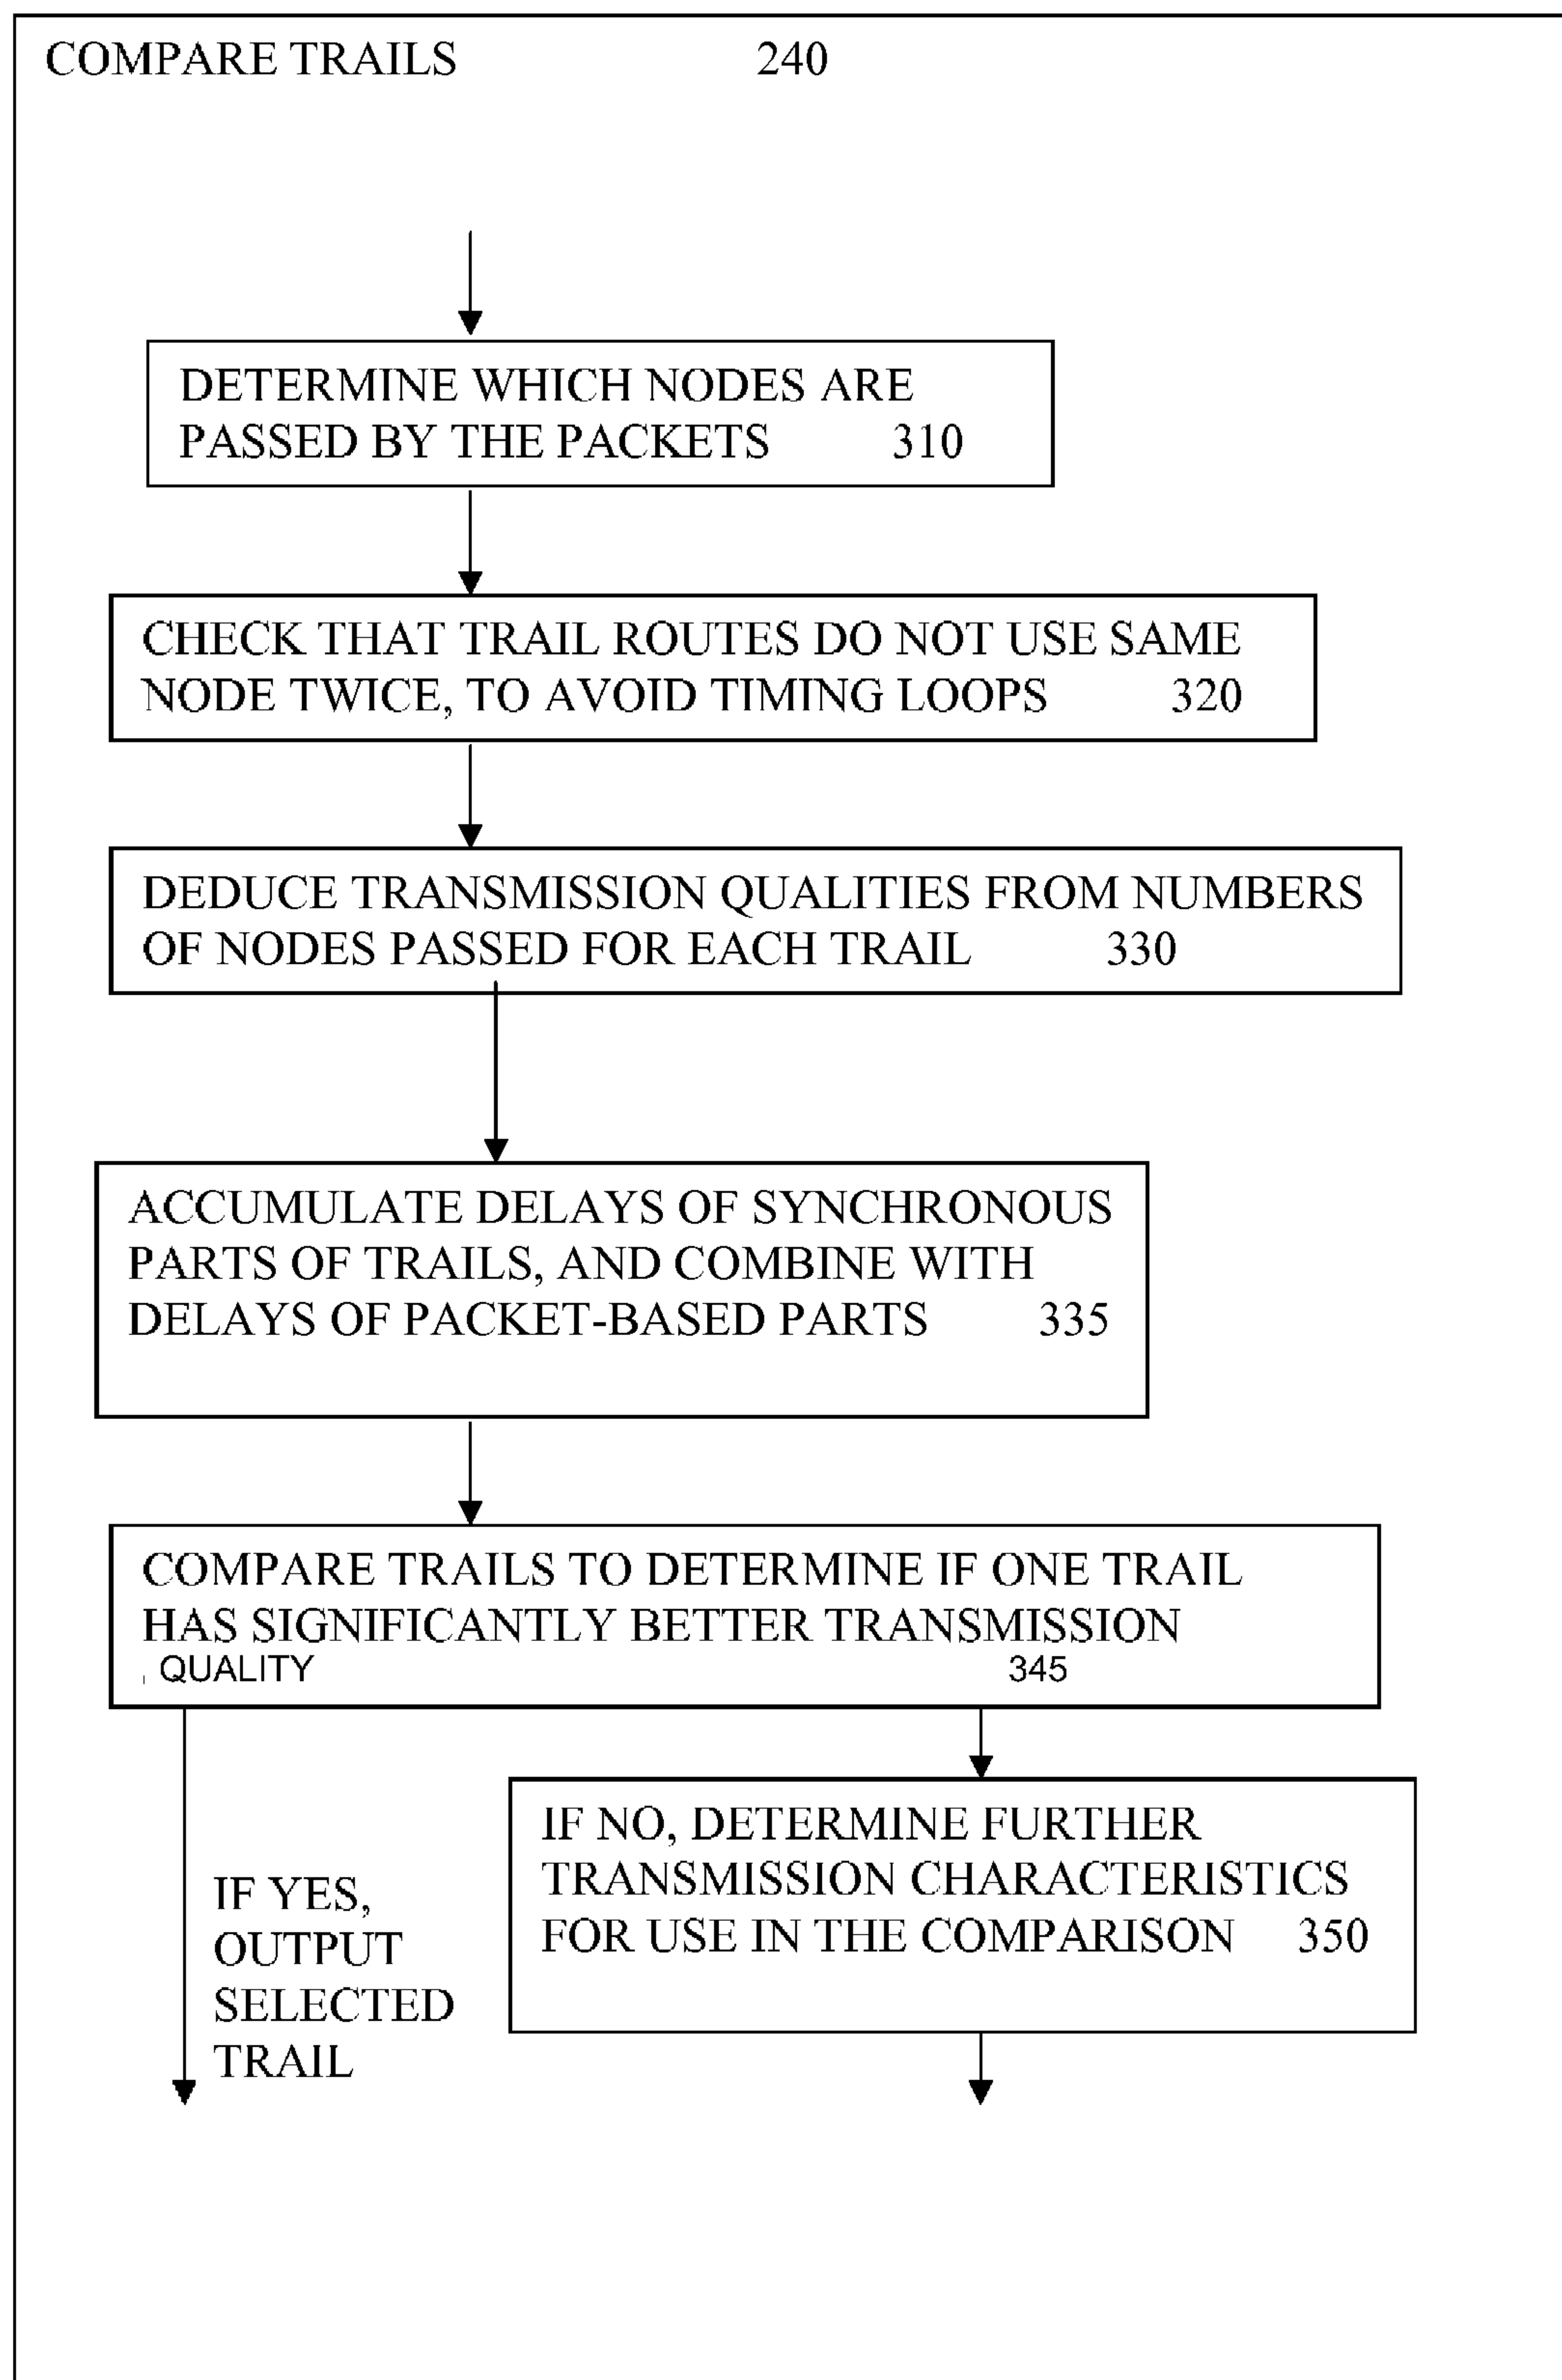 COMPARE TRAILS 240
DETERMINE WHICH NODES ARE
PASSED BY THE PACKETS 310
CHECK THAT TRAIL ROUTES DO NOT USE SAME
NODE TWICE, TO AVOID TIMING LOOPS 320
DEDUCE TRANSMISSION QUALITIES FROM NUMBERS
OF NODES PASSED FOR EACH TRAIL 330
ACCUMULATE DELAYS OF SYNCHRONOUS
PARTS OF TRAILS, AND COMBINE WITH
DELAYS OF PACKET-BASED PARTS 335
COMPARE TRAILS TO DETERMINE IF ONE TRAIL
HAS SIGNIFICANTLY BETTER TRANSMISSION
QUALITY 345
IF YES,
OUTPUT
SELECTED
TRAIL
IF NO, DETERMINE FURTHER
TRANSMISSION CHARACTERISTICS
FOR USE IN THE COMPARISON 350